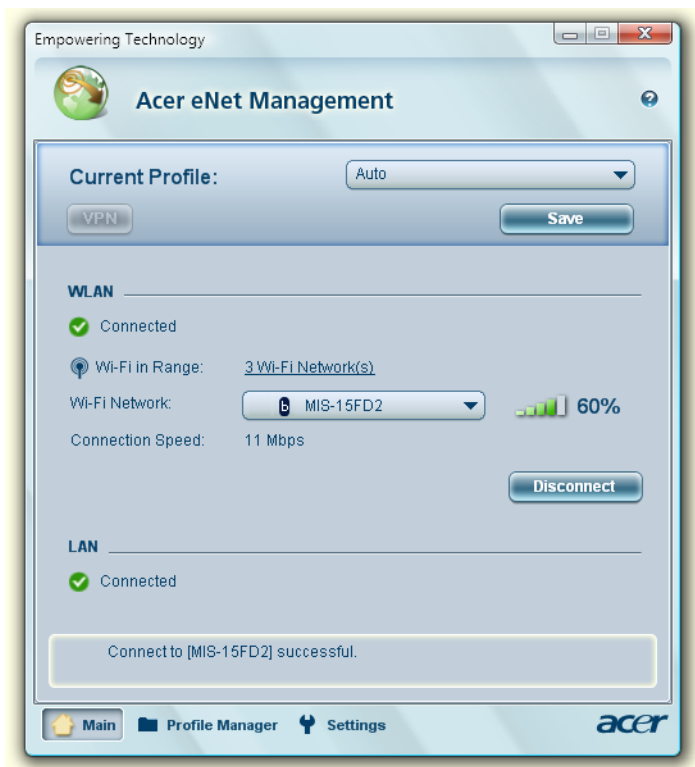 Empowering Technology
Acer eNet Management
Current Profile: Auto
VPN Save
WLAN
Connected
Wi-Fi in Range: 3 Wi-Fi Network(s)
Wi-Fi Network: b MIS-15FD2 60%
Connection Speed: 11 Mbps
Disconnect
LAN
Connected
Connect to [MIS-15FD2] successful.
Main Profile Manager Settings acer